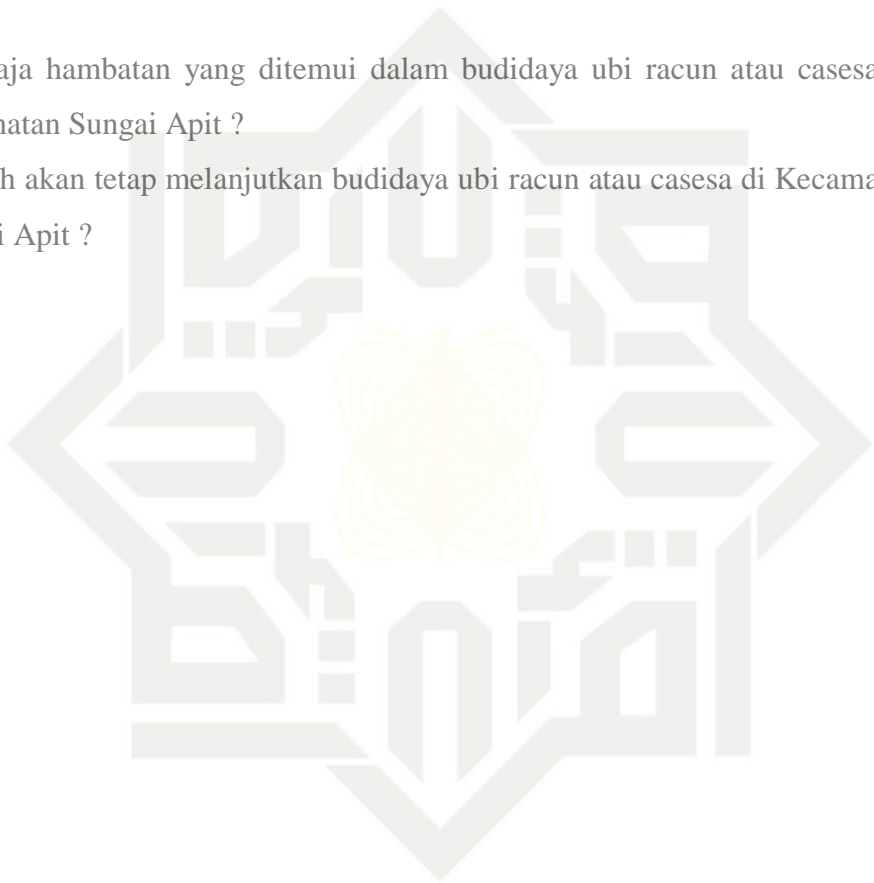 aja hambatan yang ditemui dalam budidaya ubi racun atau casesa
matan Sungai Apit ?
h akan tetap melanjutkan budidaya ubi racun atau casesa di Kecama
i Apit ?